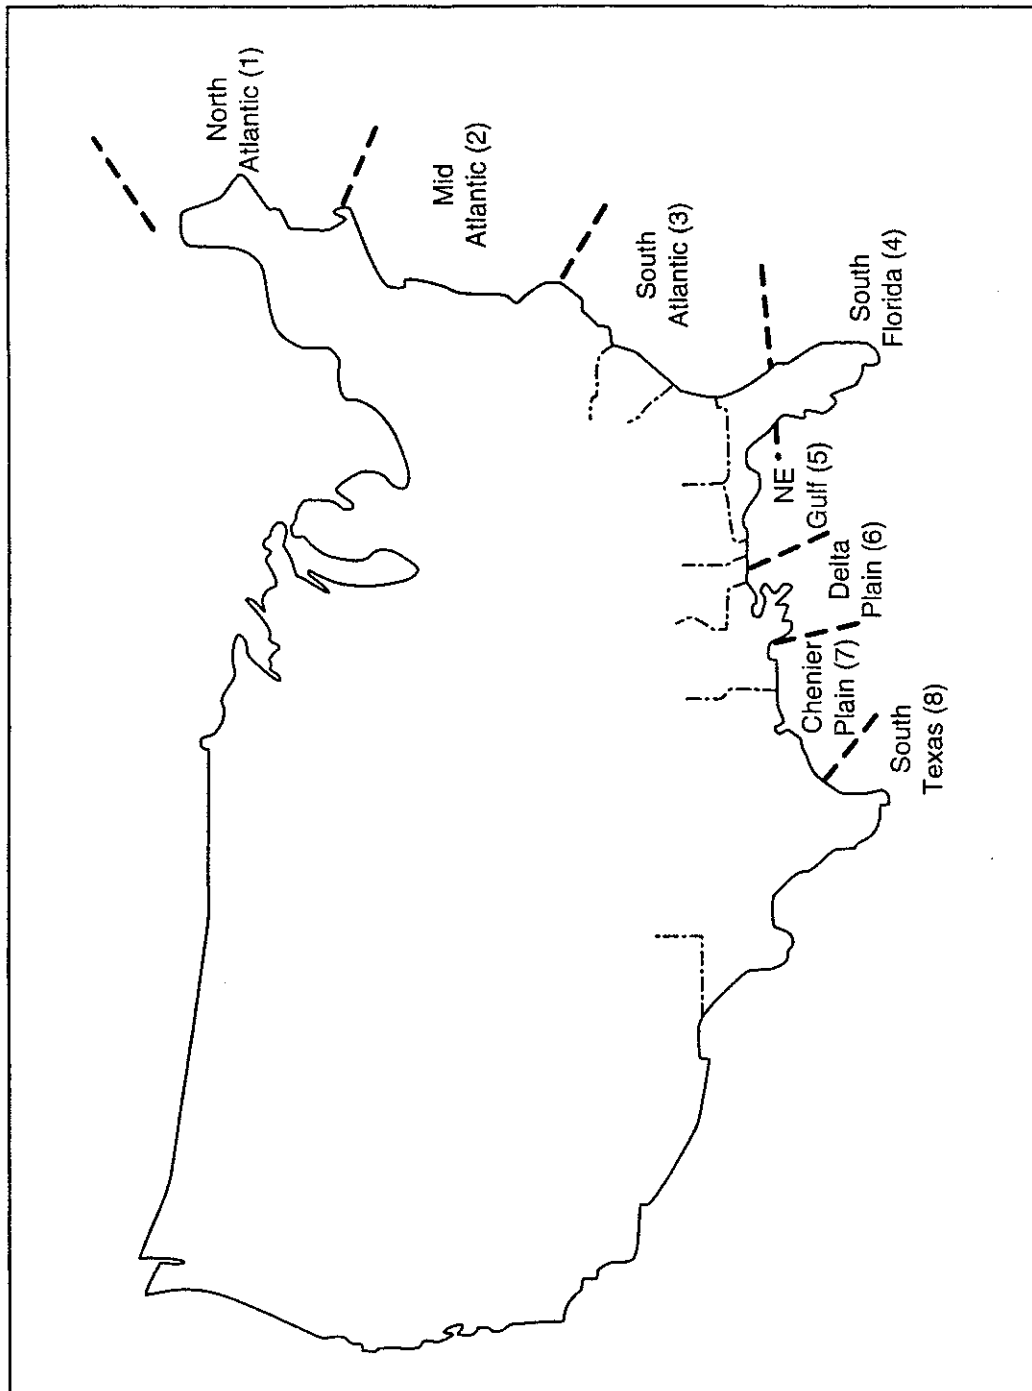 North
Atlantic (1)
Mid
Atlantic (2)
South
Atlantic (3)
South
Florida (4)
NE
Gulf (5)
Delta
Plain (6)
Chenier
Plain (7)
South
Texas (8)